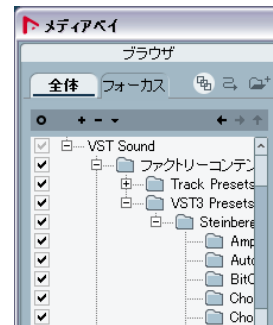 メディアベイ
ブラウザ
全体 フォーカス
VST Sound
ファクトリーコンテン
Track Presets
VST3 Presets
Steinber
Amp
Auto
BitC
Cho
Cho